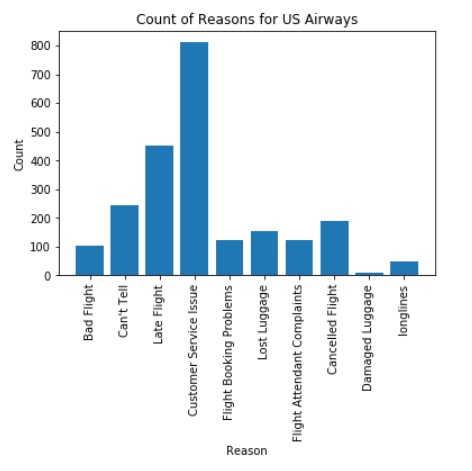 Count of Reasons for US Airways
Count
800
700
600
500
400
300
200
100
0
Bad Flight
Can't Tell
Late Flight
Customer Service Issue
Flight Booking Problems
Lost Luggage
Flight Attendant Complaints
Cancelled Flight
Damaged Luggage
longlines
Reason